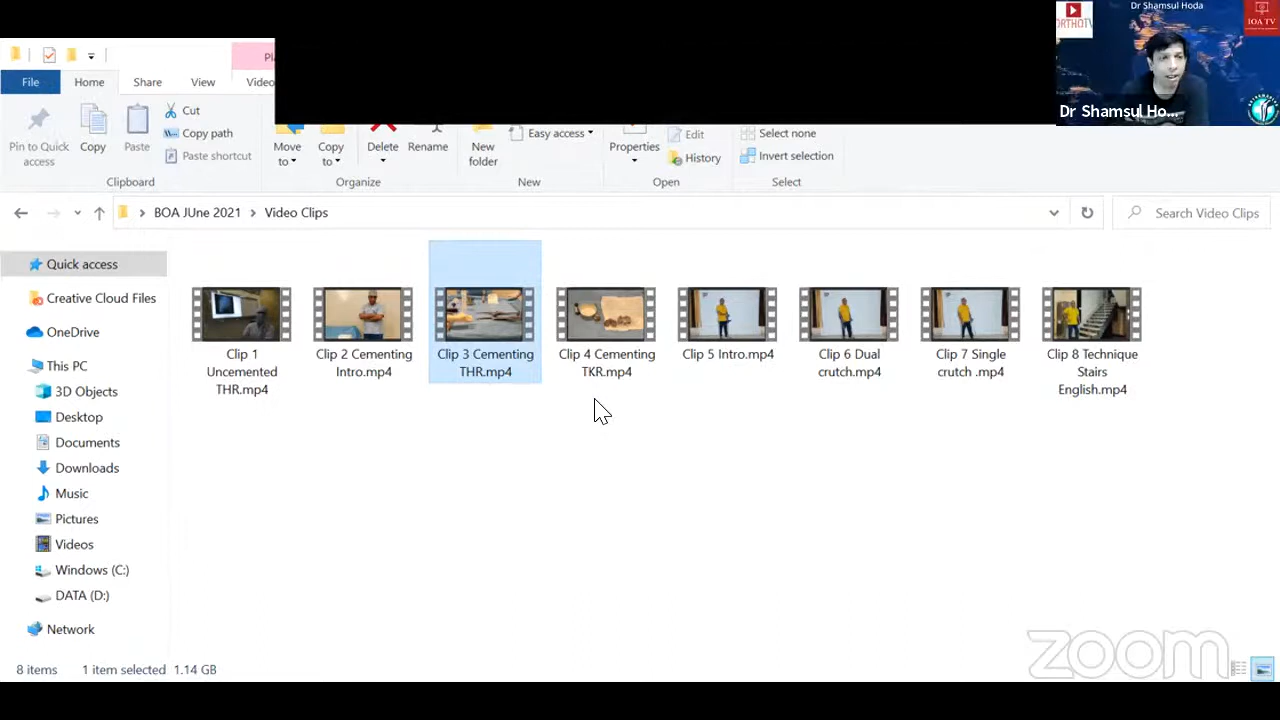 Dr Shamsul Hoda
ORTHOTV
IOA TV
Dr Shamsul Ho...
File
Home
Share
View
Video
Pin to Quick
access
Copy
Paste
Cut
Copy path
Paste shortcut
Clipboard
Move
to
Copy
to
Delete
Rename
Organize
New
folder
Easy access
New
Properties
Edit
History
Open
Select none
Invert selection
Select
BOA JUne 2021
Video Clips
Search Video Clips
Quick access
Creative Cloud Files
OneDrive
This PC
3D Objects
Desktop
Documents
Downloads
Music
Pictures
Videos
Windows (C:)
DATA (D:)
Network
Clip 1
Uncemented
THR.mp4
Clip 2 Cementing
Intro.mp4
Clip 3 Cementing
THR.mp4
Clip 4 Cementing
TKR.mp4
Clip 5 Intro.mp4
Clip 6 Dual
crutch.mp4
Clip 7 Single
crutch .mp4
Clip 8 Technique
Stairs
English.mp4
8 items
1 item selected
1.14 GB
zoom